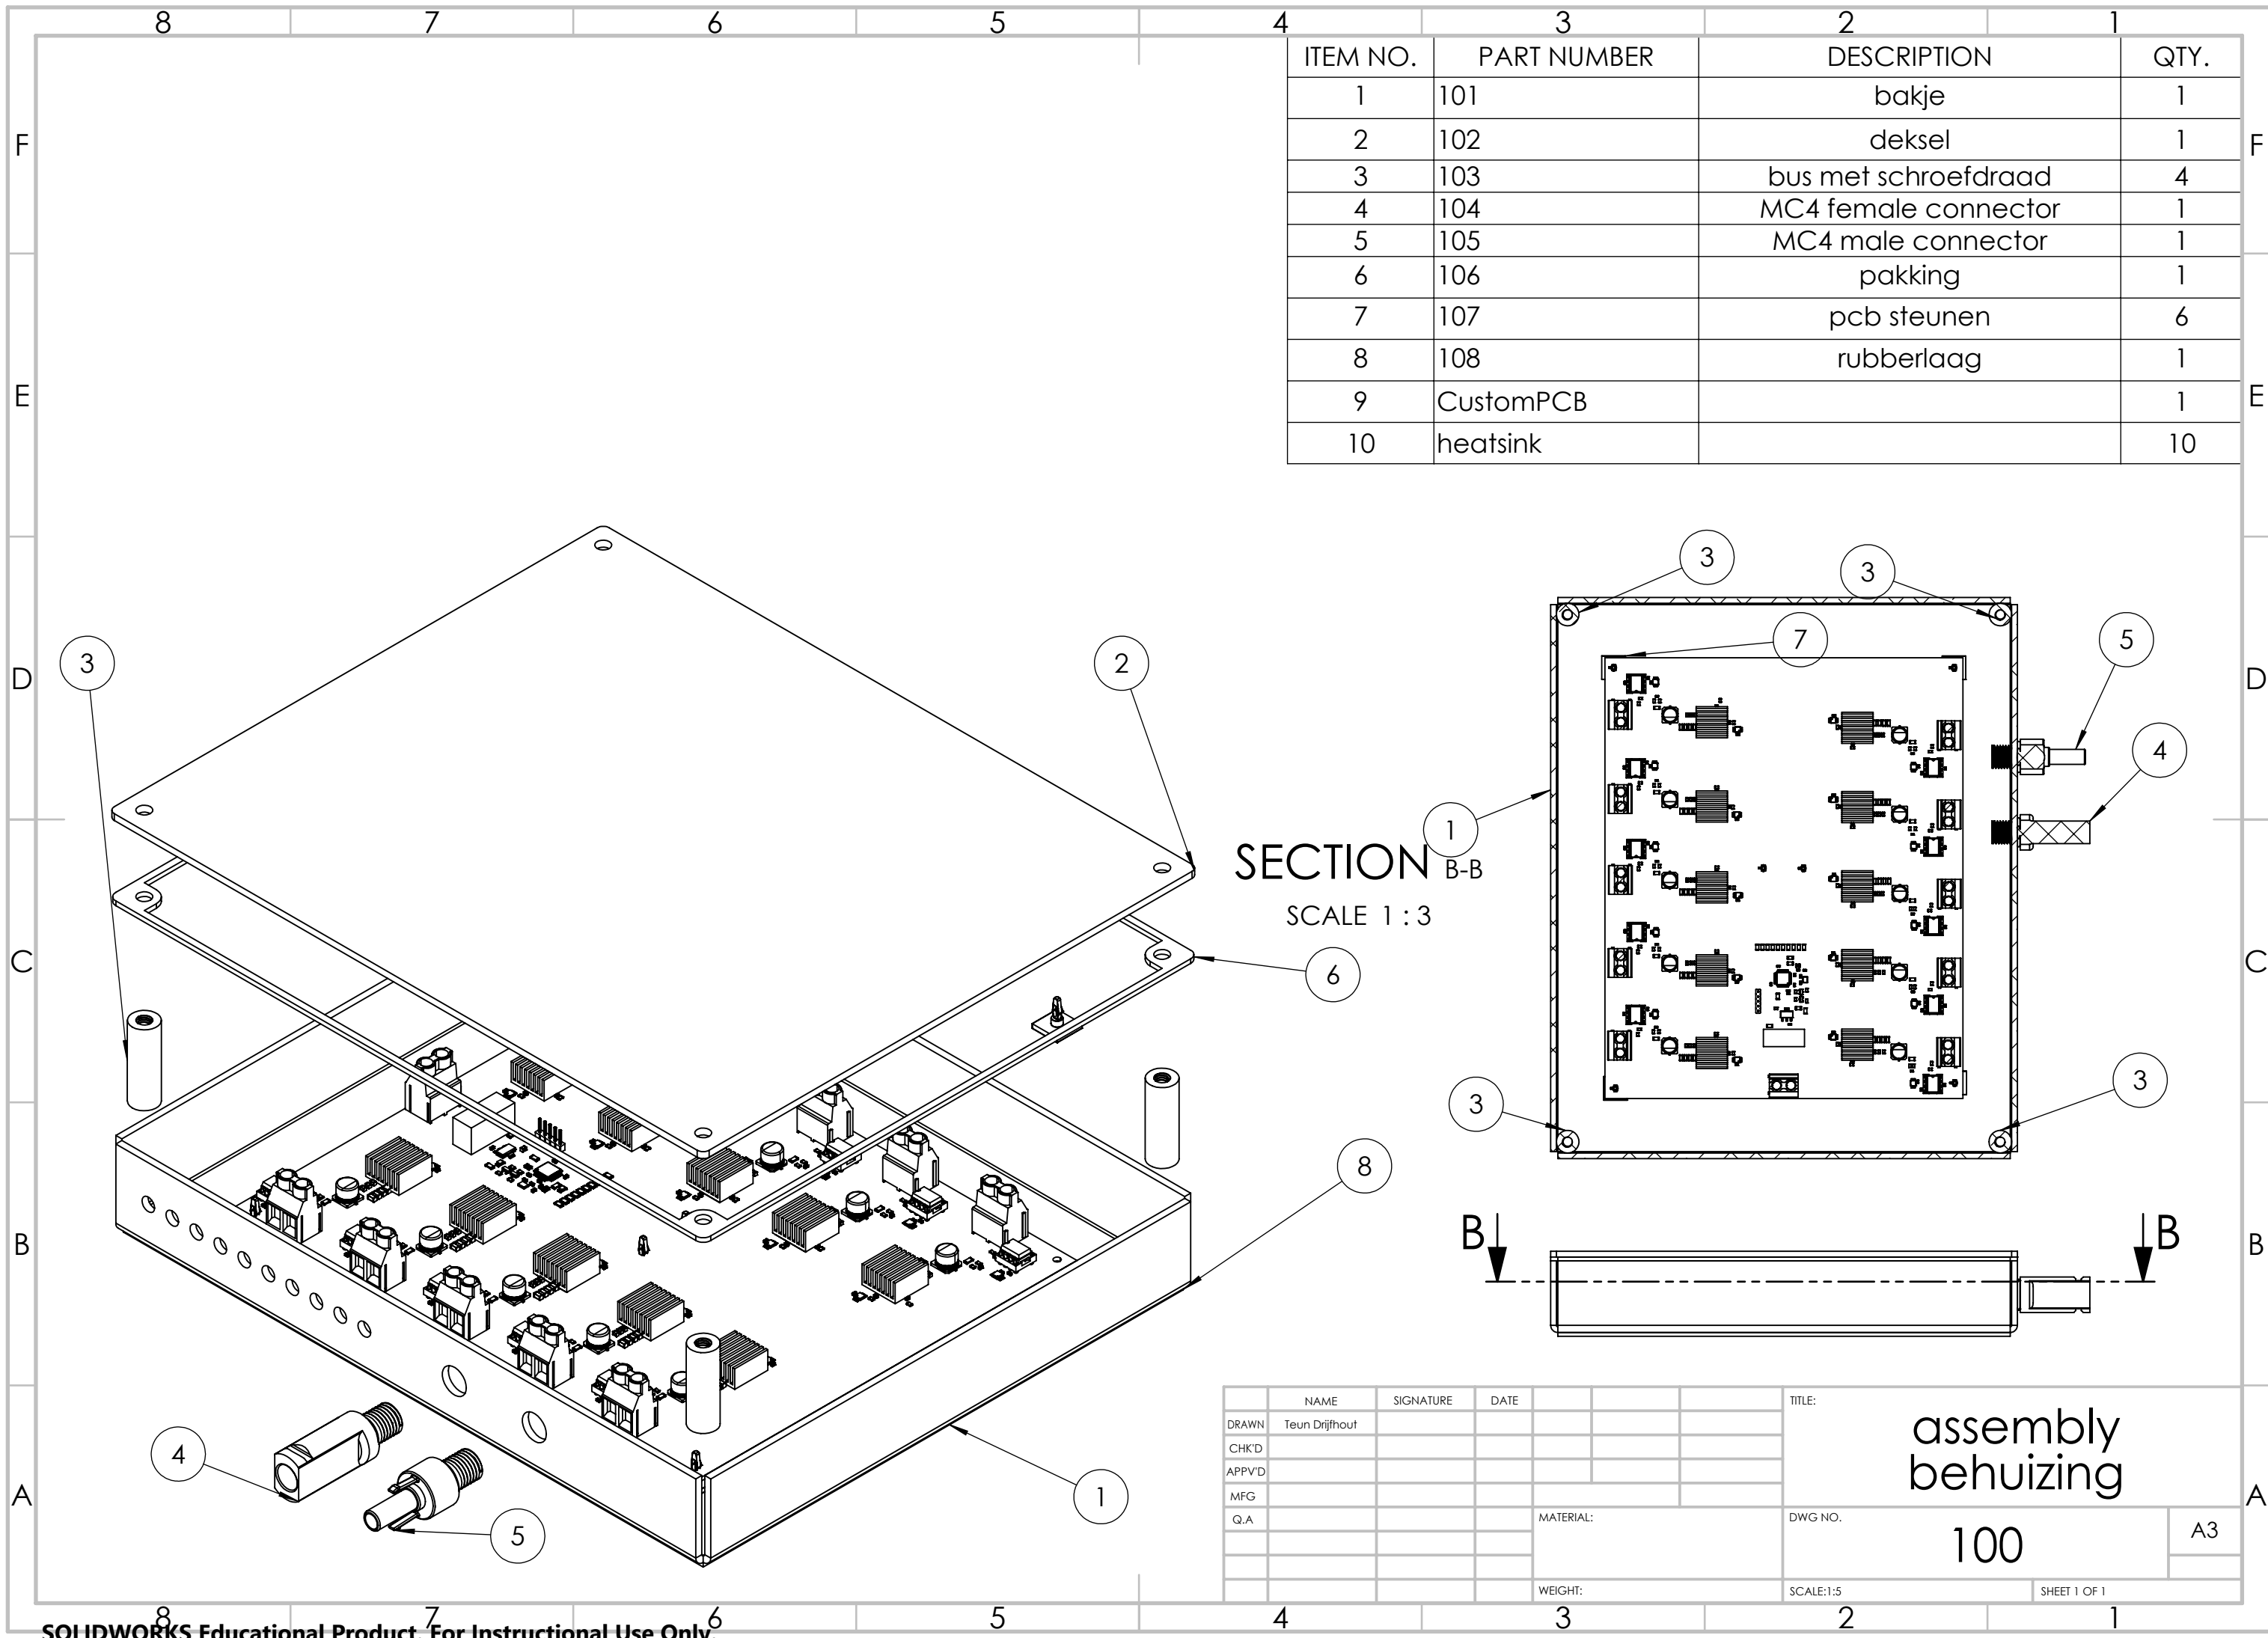 8 7 6 5 4 3 2 1
ITEM NO. PART NUMBER DESCRIPTION QTY.
1 101 bakje 1
2 102 deksel 1
3 103 bus met schroefdraad 4
4 104 MC4 female connector 1
5 105 MC4 male connector 1
6 106 pakking 1
7 107 pcb steunen 6
8 108 rubberlaag 1
9 CustomPCB 1
10 heatsink 10
F F
E E
D D
C C
B B
A A
3
2
6
8
1
4
5
3
3
7
5
4
1
3
3
SECTION B-B
SCALE 1 : 3
B B
NAME SIGNATURE DATE
DRAWN Teun Drijfhout
CHK'D
APPV'D
MFG
Q.A
MATERIAL:
WEIGHT:
TITLE:
assembly
behuizing
DWG NO.
100
A3
SCALE:1:5
SHEET 1 OF 1
8 7 6 5 4 3 2 1
SOLIDWORKS Educational Product. For Instructional Use Only.